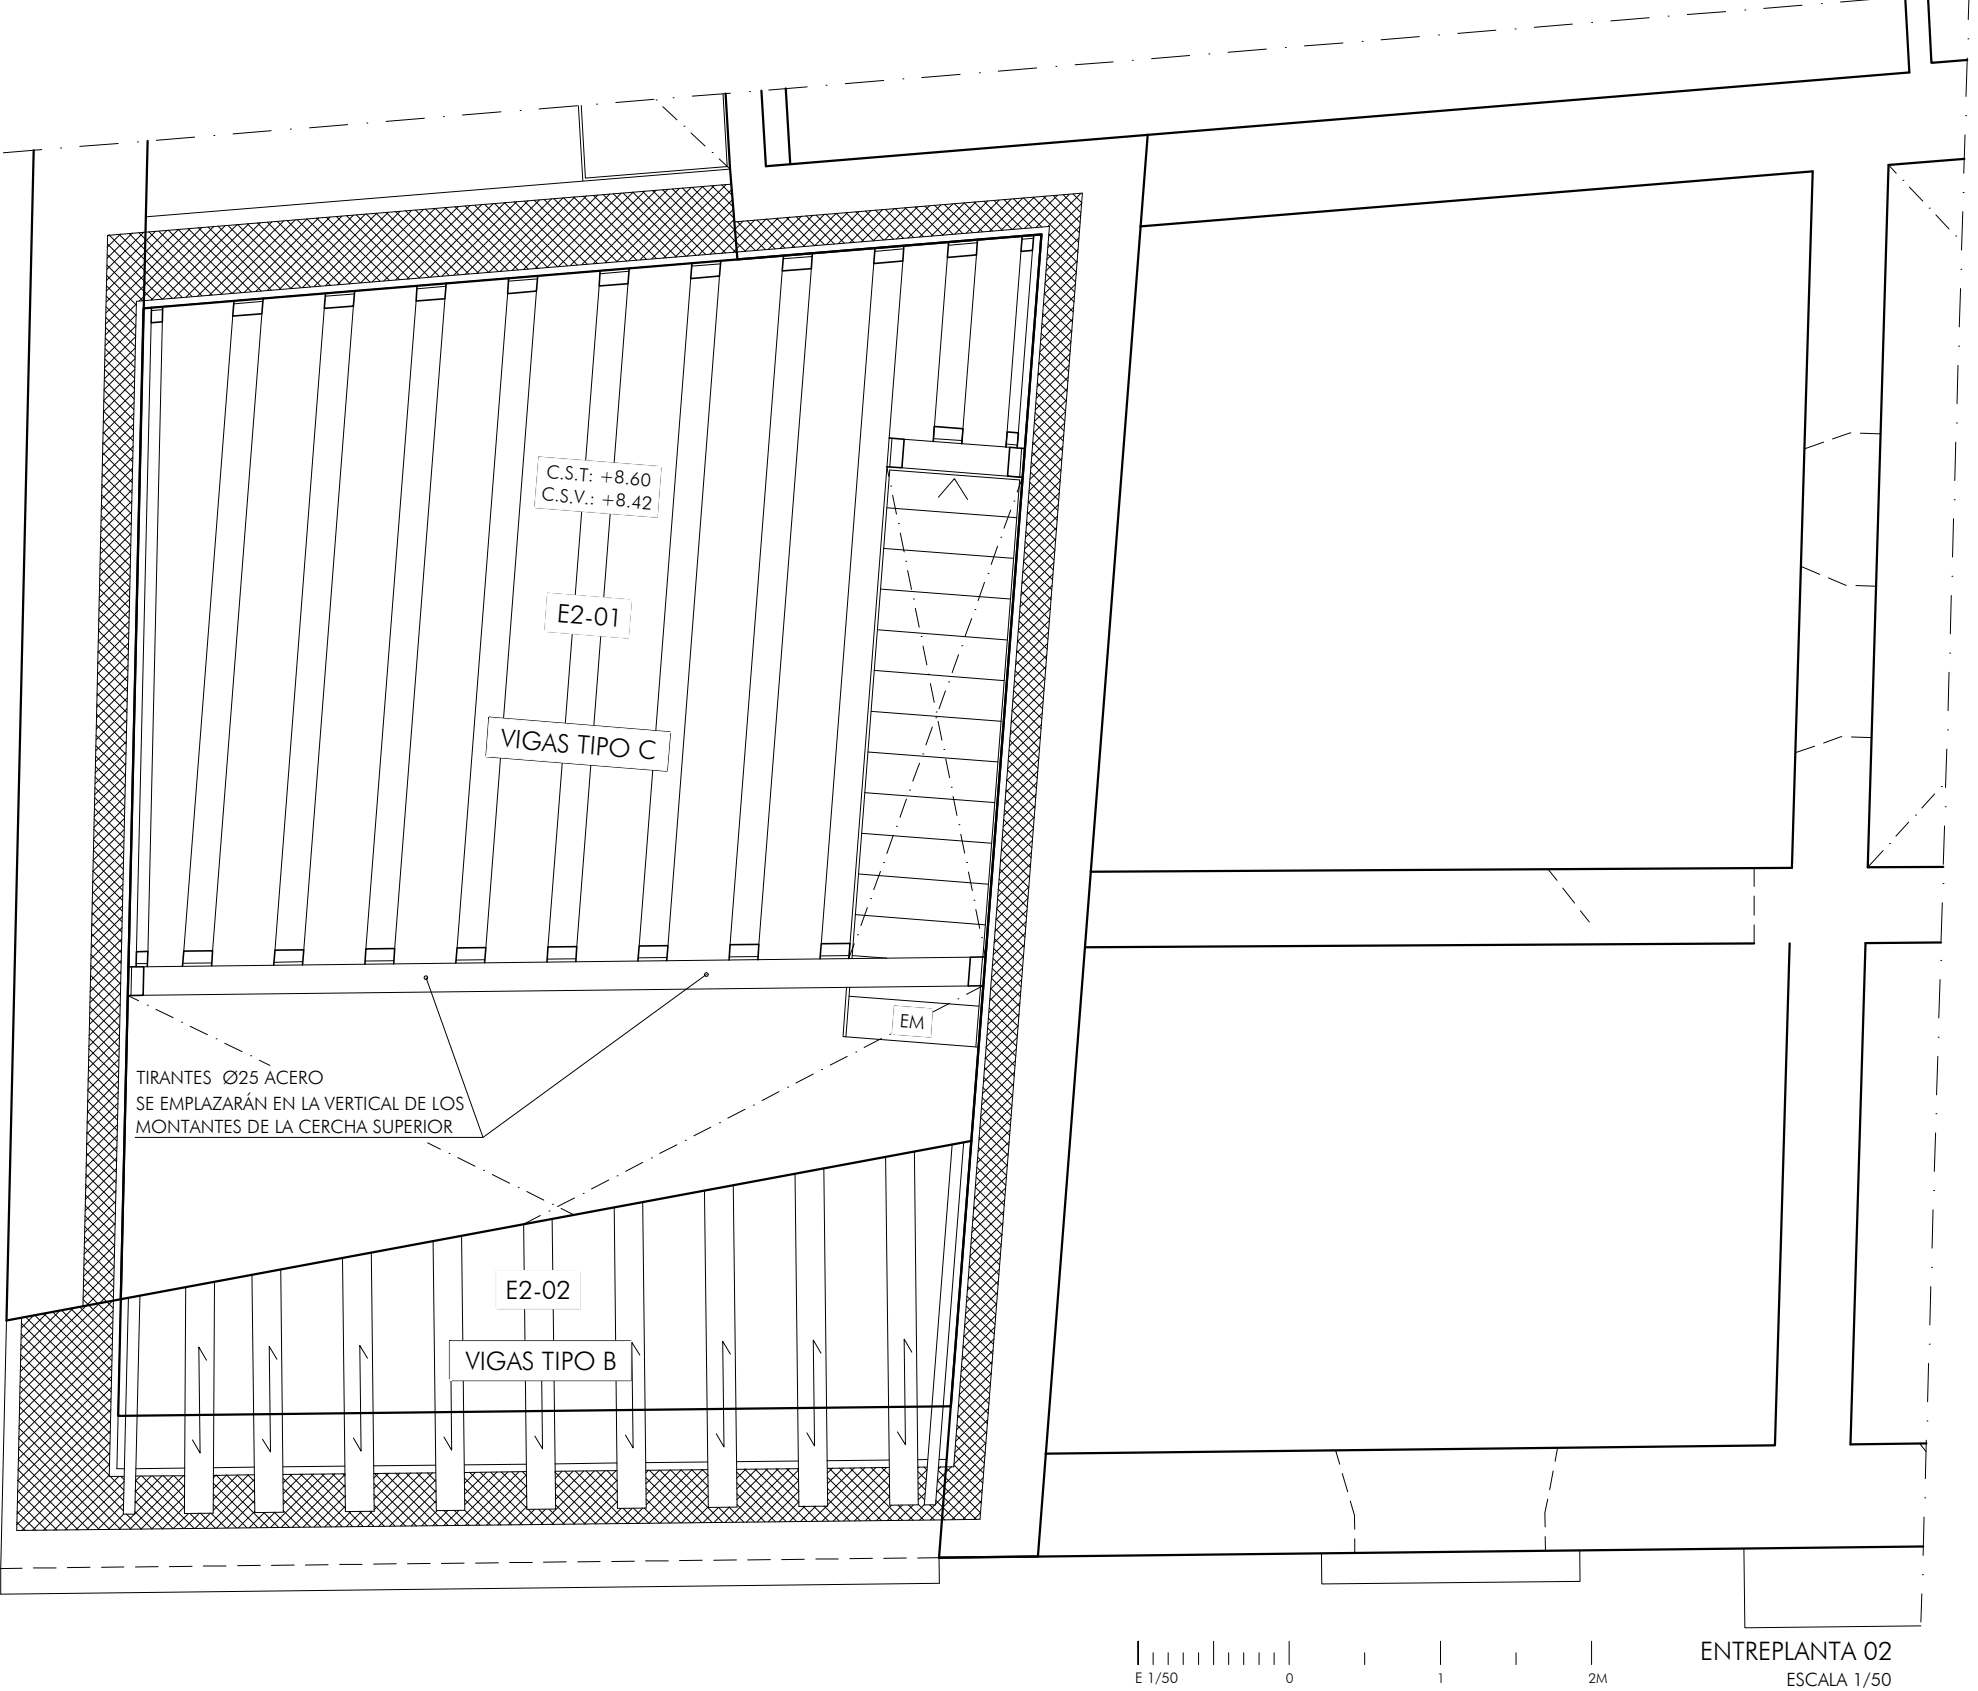 C.S.T: +8.60
C.S.V.: +8.42
E2-01
VIGAS TIPO C
EM
TIRANTES Ø25 ACERO
SE EMPLAZARÁN EN LA VERTICAL DE LOS
MONTANTES DE LA CERCHA SUPERIOR
E2-02
VIGAS TIPO B
E 1/50
0
1
2M
ENTREPLANTA 02
ESCALA 1/50